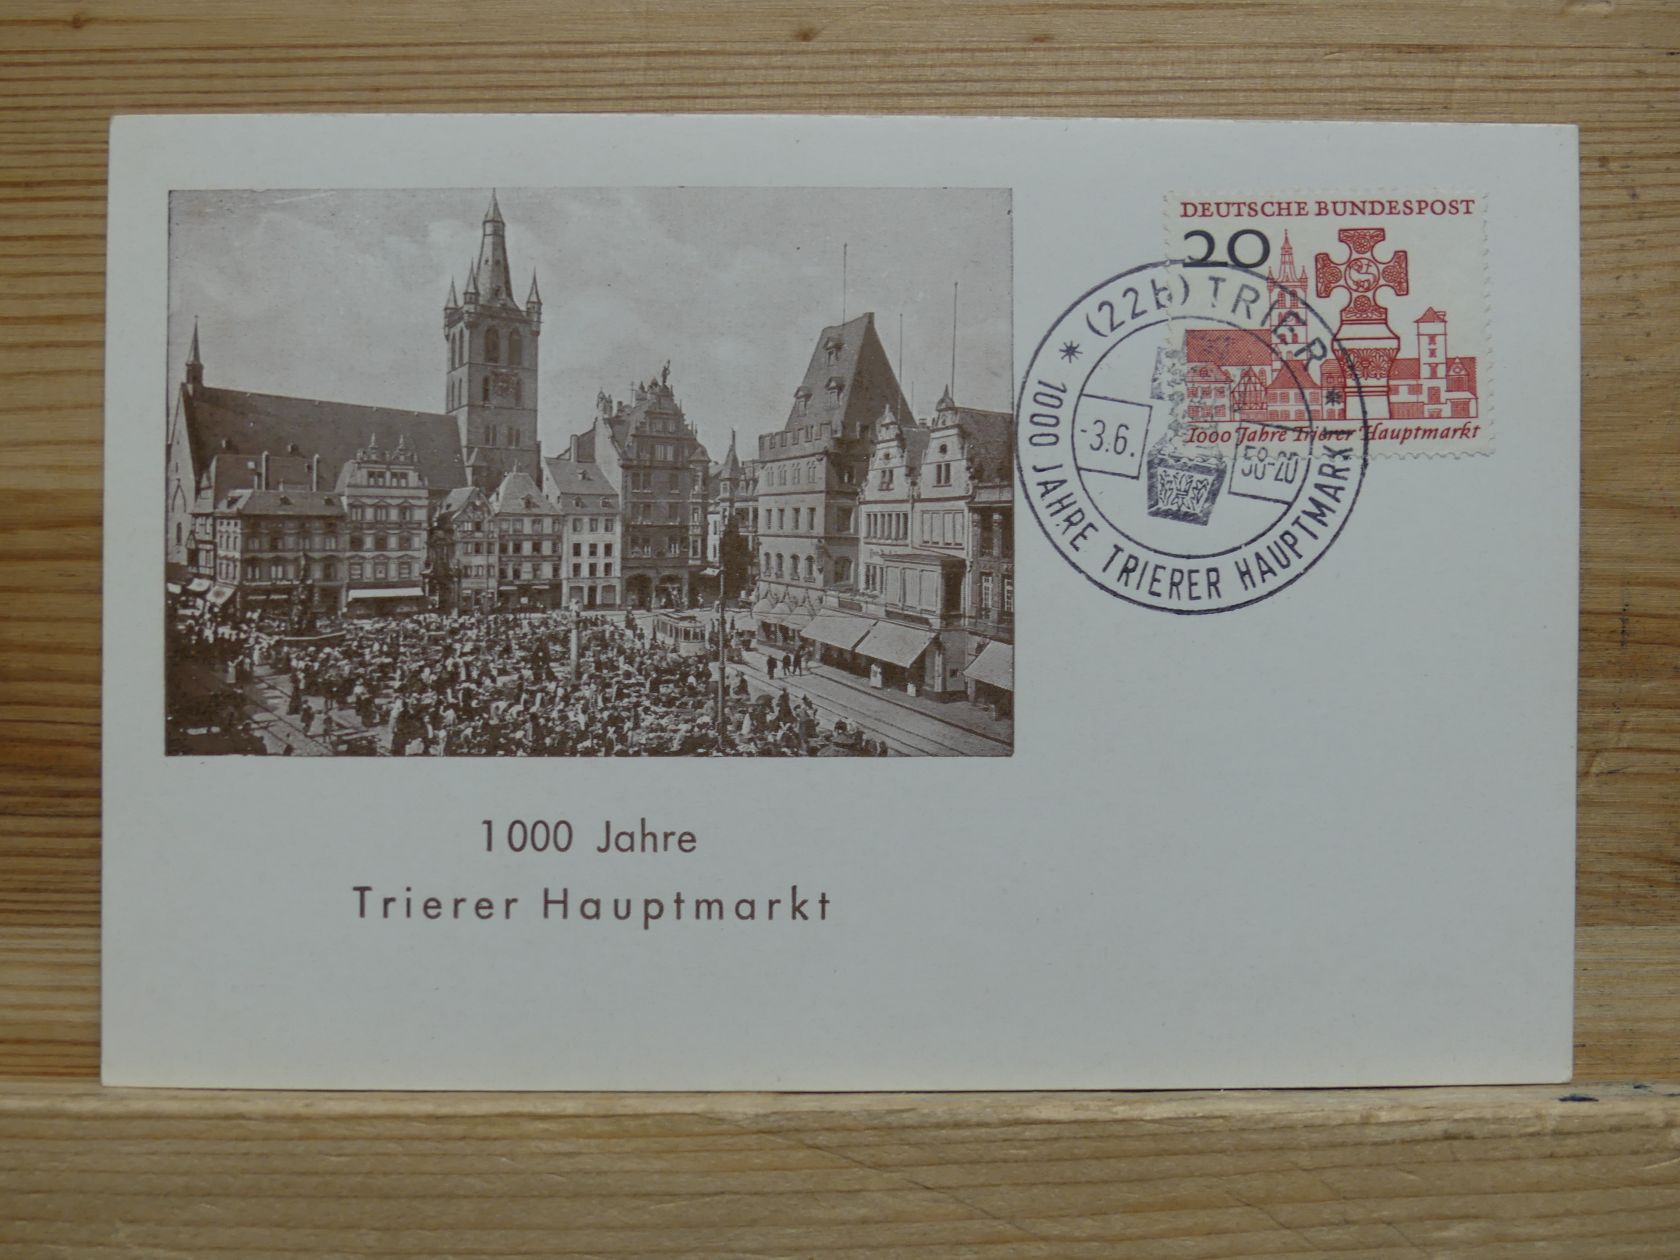 DEUTSCHE BUNDESPOST
20
1000 Jahre Trierer Hauptmarkt
* (22b) TRIER *
-3.6.
58-20
1000 JAHRE TRIERER HAUPTMARKT
1000 Jahre
Trierer Hauptmarkt